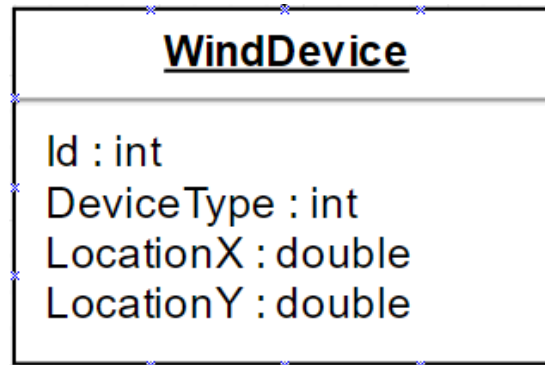 WindDevice
Id : int
DeviceType : int
LocationX : double
LocationY : double